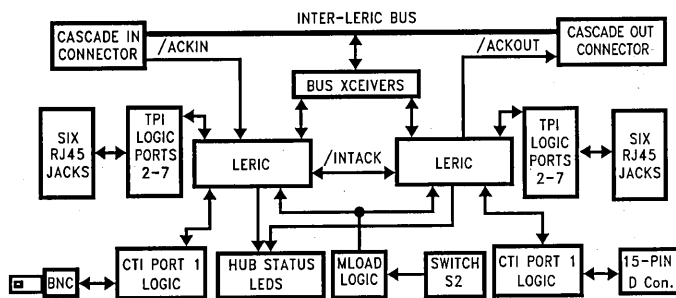 INTER-LERIC BUS
CASCADE IN
CONNECTOR
/ACKIN
/ACKOUT
CASCADE OUT
CONNECTOR
BUS XCEIVERS
SIX
RJ45
JACKS
TPI
LOGIC
PORTS
2-7
LERIC
/INTACK
LERIC
TPI
LOGIC
PORTS
2-7
SIX
RJ45
JACKS
BNC
CTI PORT 1
LOGIC
HUB STATUS
LEDS
MLOAD
LOGIC
SWITCH
S2
CTI PORT 1
LOGIC
15-PIN
D Con.